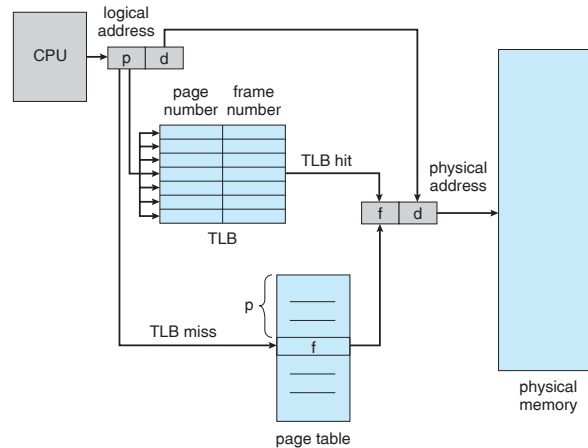 logical
address
CPU
p
d
page
number
frame
number
TLB hit
physical
address
f
d
TLB
p
TLB miss
f
physical
memory
page table